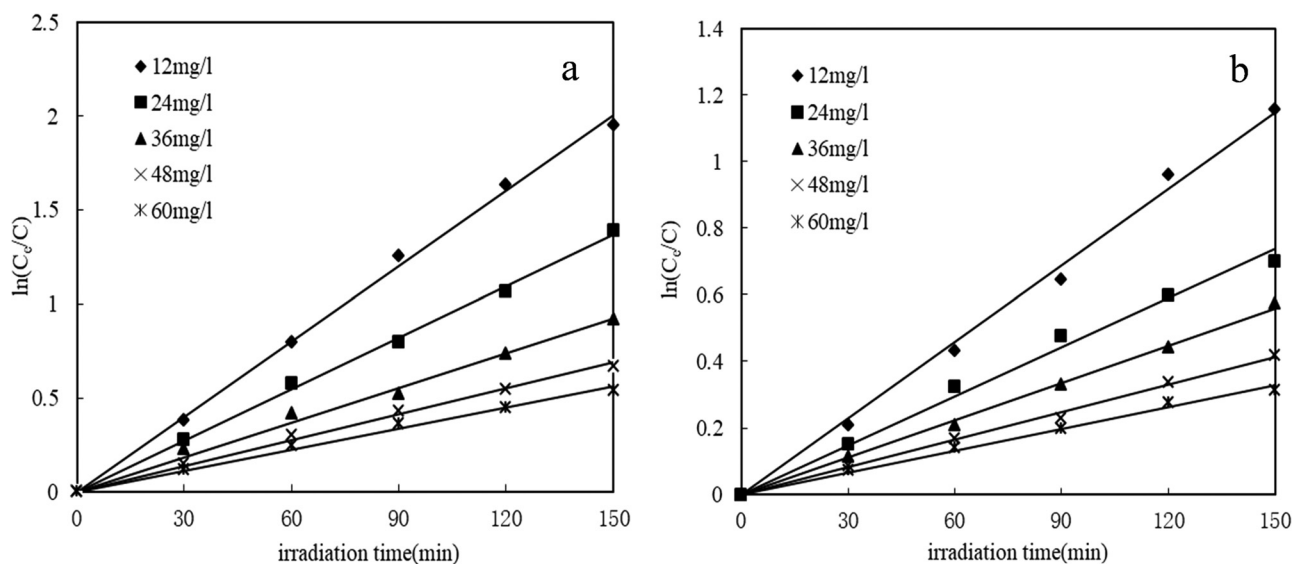 2.5
2
1.5
1
0.5
0
ln(Cc/C)
a
12mg/l
24mg/l
36mg/l
48mg/l
60mg/l
0 30 60 90 120 150
irradiation time(min)
1.4
1.2
1
0.8
0.6
0.4
0.2
0
ln(Cc/C)
b
12mg/l
24mg/l
36mg/l
48mg/l
60mg/l
0 30 60 90 120 150
irradiation time(min)